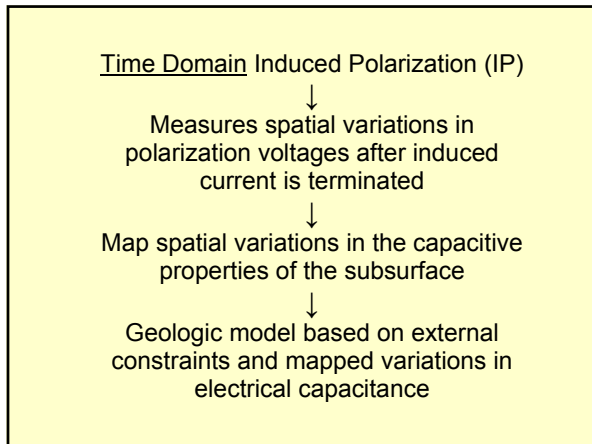 Time Domain Induced Polarization (IP)
↓
Measures spatial variations in
polarization voltages after induced
current is terminated
↓
Map spatial variations in the capacitive
properties of the subsurface
↓
Geologic model based on external
constraints and mapped variations in
electrical capacitance